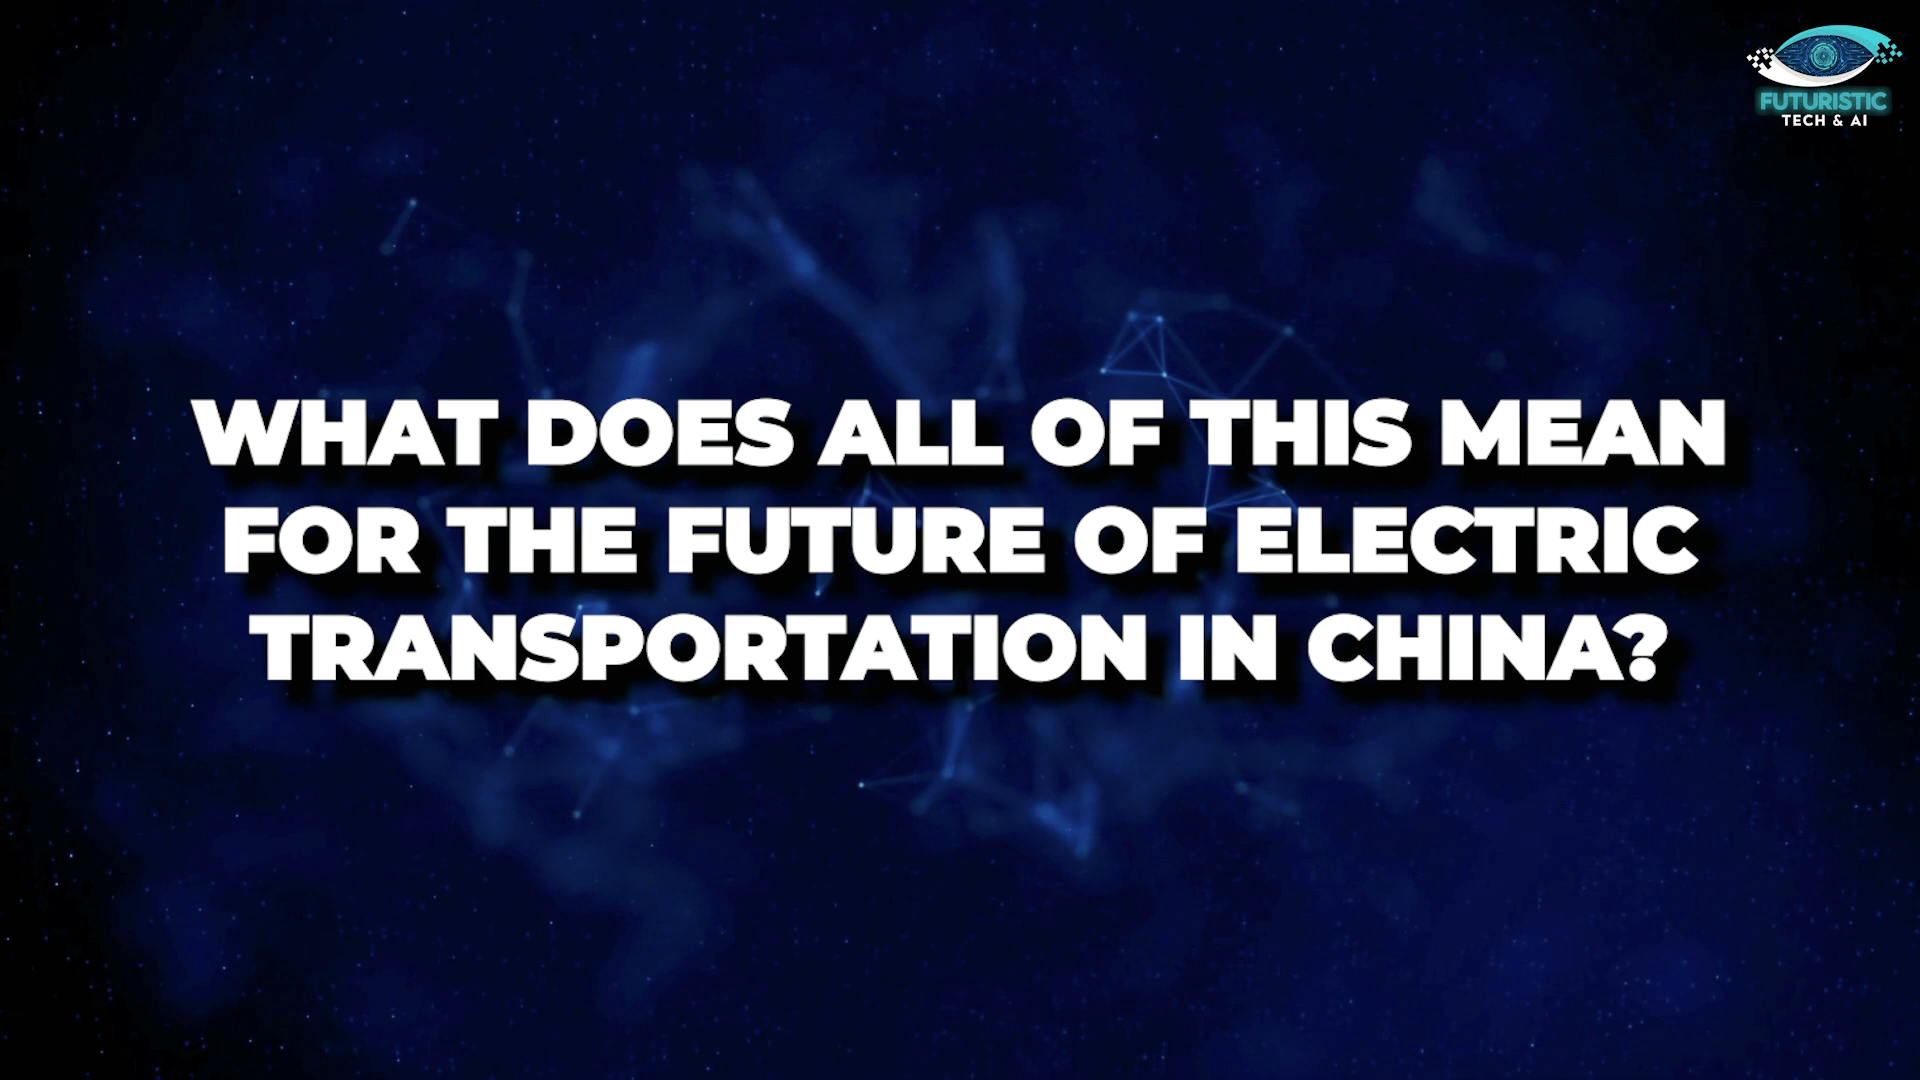 FUTURISTIC
TECH & AI
WHAT DOES ALL OF THIS MEAN
FOR THE FUTURE OF ELECTRIC
TRANSPORTATION IN CHINA?